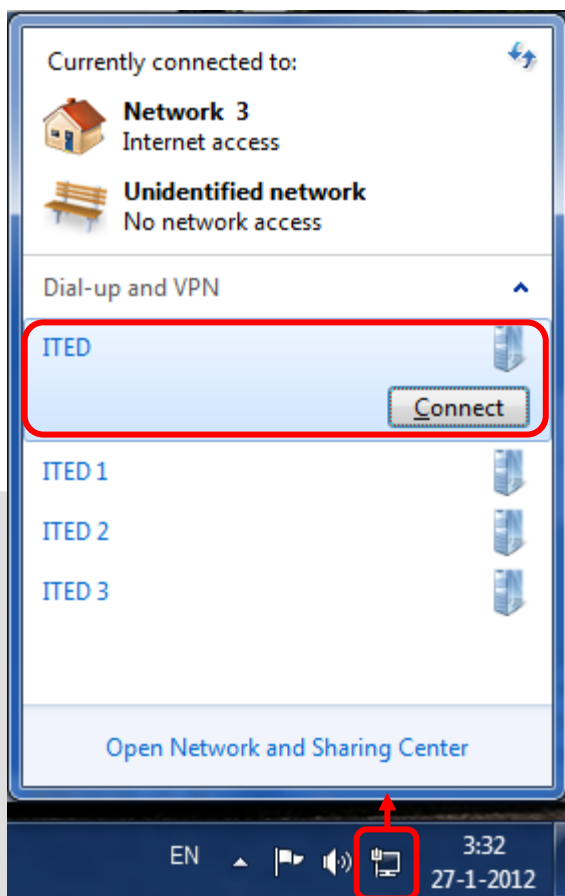 Currently connected to:
Network 3
Internet access
Unidentified network
No network access
Dial-up and VPN
ITED
Connect
ITED 1
ITED 2
ITED 3
Open Network and Sharing Center
EN
3:32
27-1-2012